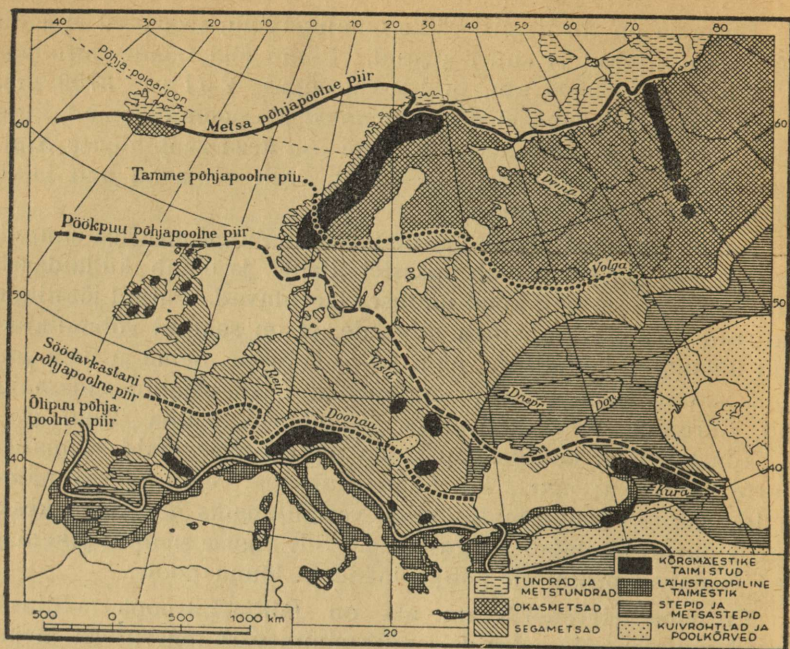 40 30 20 10 0 10 20 30 40 50 60 70 80
Põhja-polaarjoon
Metsa põhjapoolne piir
60
60
Tamme põhjapoolne piir
Drina
Pöökpuu põhjapoolne piir
Volga
50
50
Söödavkastani
põhjapoolne piir
Rein
Visla
Dnepr
Don
Õlipuu põhja-
poolne piir
Doonau
40
40
Kura
TUNDRAD JA
METSTUNDRAD
OKASMETSAD
SEGAMETSAD
KÕRGMÄESTIKE
TAIMISTUD
LÄHISTROOPILINE
TAIMESTIK
STEPID JA
METSASTEPID
KUIVROHTLAD JA
POOLKÕRVED
500 0 500 1000 km
20